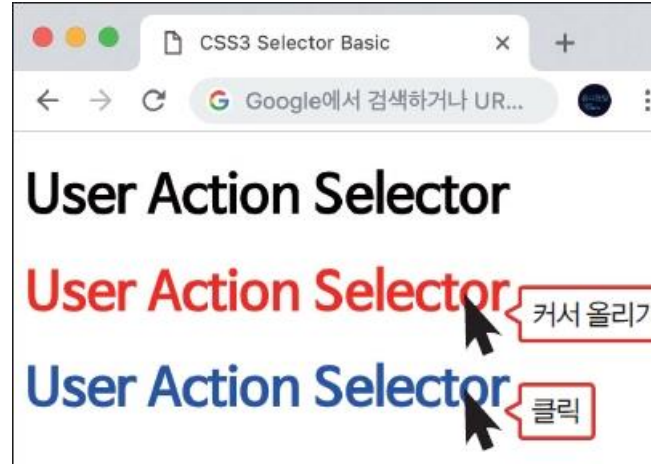 CSS3 Selector Basic
Google에서 검색하거나 UR...
User Action Selector
User Action Selector
커서 올리기
User Action Selector
클릭